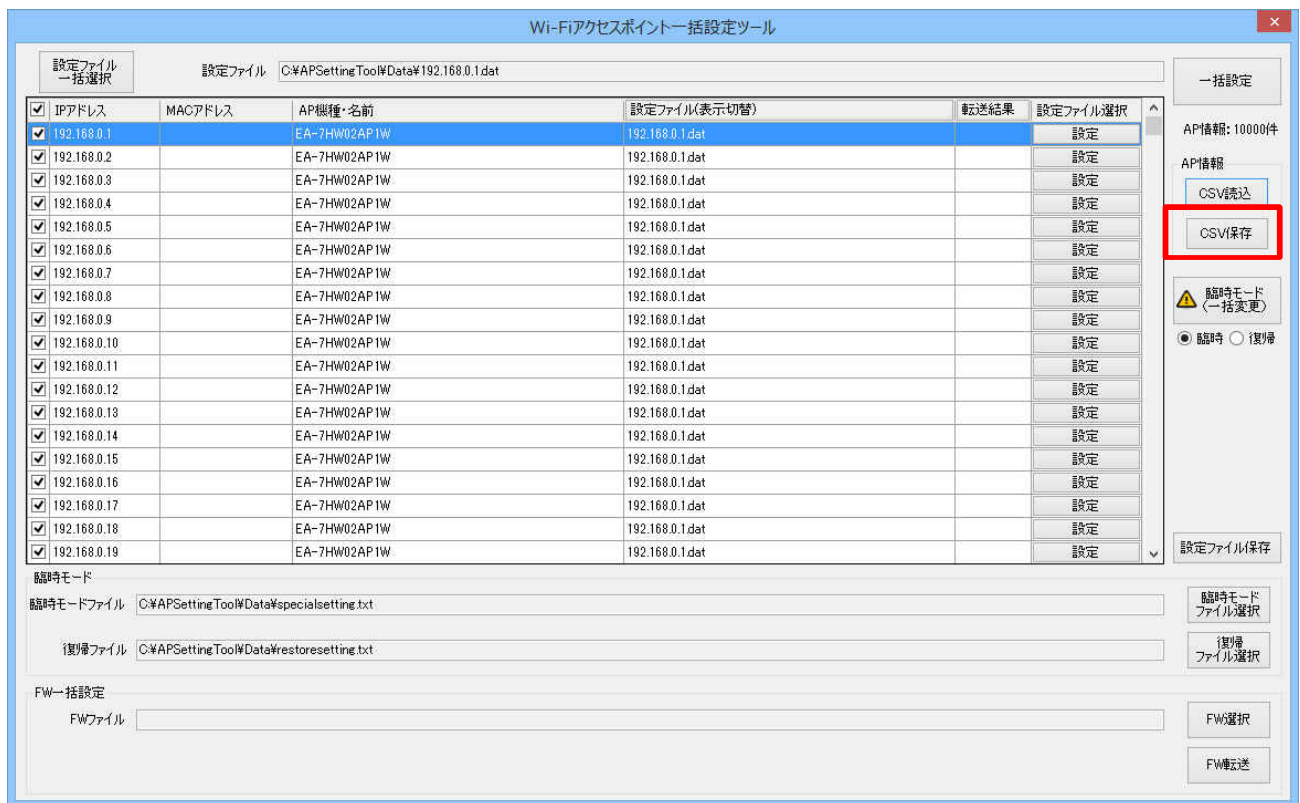 Wi-Fiアクセスポイント一括設定ツール
設定ファイル
一括選択
設定ファイル C:¥APSettingTool¥Data¥192.168.0.1.dat
一括設定
IPアドレス MACアドレス AP機種・名前 設定ファイル(表示切替) 転送結果 設定ファイル選択
192.168.0.1 EA-7HW02AP1W 192.168.0.1.dat 設定
192.168.0.2 EA-7HW02AP1W 192.168.0.1.dat 設定
192.168.0.3 EA-7HW02AP1W 192.168.0.1.dat 設定
192.168.0.4 EA-7HW02AP1W 192.168.0.1.dat 設定
192.168.0.5 EA-7HW02AP1W 192.168.0.1.dat 設定
192.168.0.6 EA-7HW02AP1W 192.168.0.1.dat 設定
192.168.0.7 EA-7HW02AP1W 192.168.0.1.dat 設定
192.168.0.8 EA-7HW02AP1W 192.168.0.1.dat 設定
192.168.0.9 EA-7HW02AP1W 192.168.0.1.dat 設定
192.168.0.10 EA-7HW02AP1W 192.168.0.1.dat 設定
192.168.0.11 EA-7HW02AP1W 192.168.0.1.dat 設定
192.168.0.12 EA-7HW02AP1W 192.168.0.1.dat 設定
192.168.0.13 EA-7HW02AP1W 192.168.0.1.dat 設定
192.168.0.14 EA-7HW02AP1W 192.168.0.1.dat 設定
192.168.0.15 EA-7HW02AP1W 192.168.0.1.dat 設定
192.168.0.16 EA-7HW02AP1W 192.168.0.1.dat 設定
192.168.0.17 EA-7HW02AP1W 192.168.0.1.dat 設定
192.168.0.18 EA-7HW02AP1W 192.168.0.1.dat 設定
192.168.0.19 EA-7HW02AP1W 192.168.0.1.dat 設定
AP情報: 10000件
AP情報
CSV読込
CSV保存
臨時モード
(一括変更)
臨時 復帰
設定ファイル保存
臨時モード
臨時モードファイル C:¥APSettingTool¥Data¥specialsetting.txt
臨時モード
ファイル選択
復帰ファイル C:¥APSettingTool¥Data¥restoresetting.txt
復帰
ファイル選択
FW一括設定
FWファイル
FW選択
FW転送